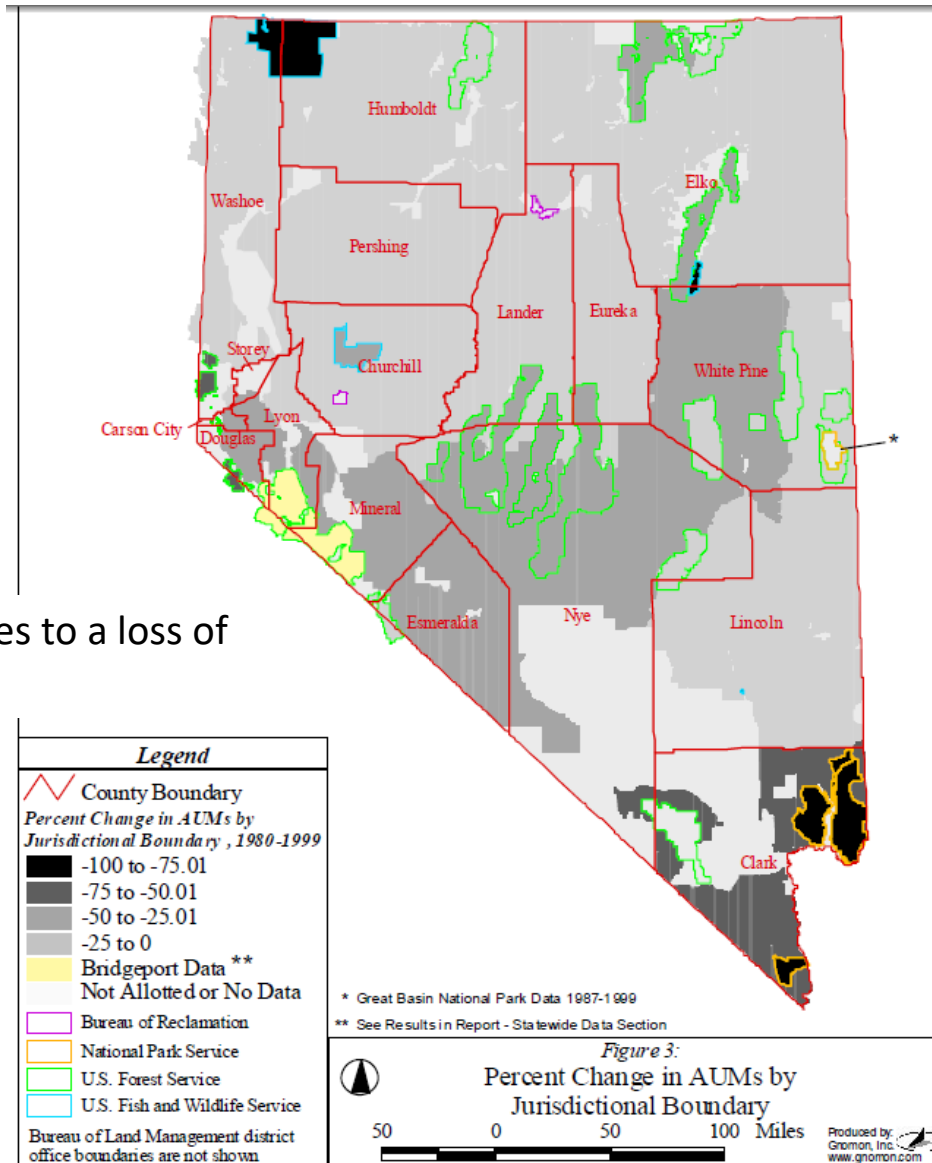 Humboldt
Elko
Washoe
Pershing
Lander
Eureka
Storey
Churchill
White Pine
Lyon
Carson City
Douglas
*
Mineral
Esmeralda
Nye
Lincoln
es to a loss of
Clark
Legend
County Boundary
Percent Change in AUMs by
Jurisdictional Boundary , 1980-1999
-100 to -75.01
-75 to -50.01
-50 to -25.01
-25 to 0
Bridgeport Data **
Not Allotted or No Data
Bureau of Reclamation
National Park Service
U.S. Forest Service
U.S. Fish and Wildlife Service
Bureau of Land Management district
office boundaries are not shown
* Great Basin National Park Data 1987-1999
** See Results in Report - Statewide Data Section
Figure 3:
Percent Change in AUMs by
Jurisdictional Boundary
50 0 50 100 Miles
Produced by:
Gnomon, Inc.
www.gnomon.com